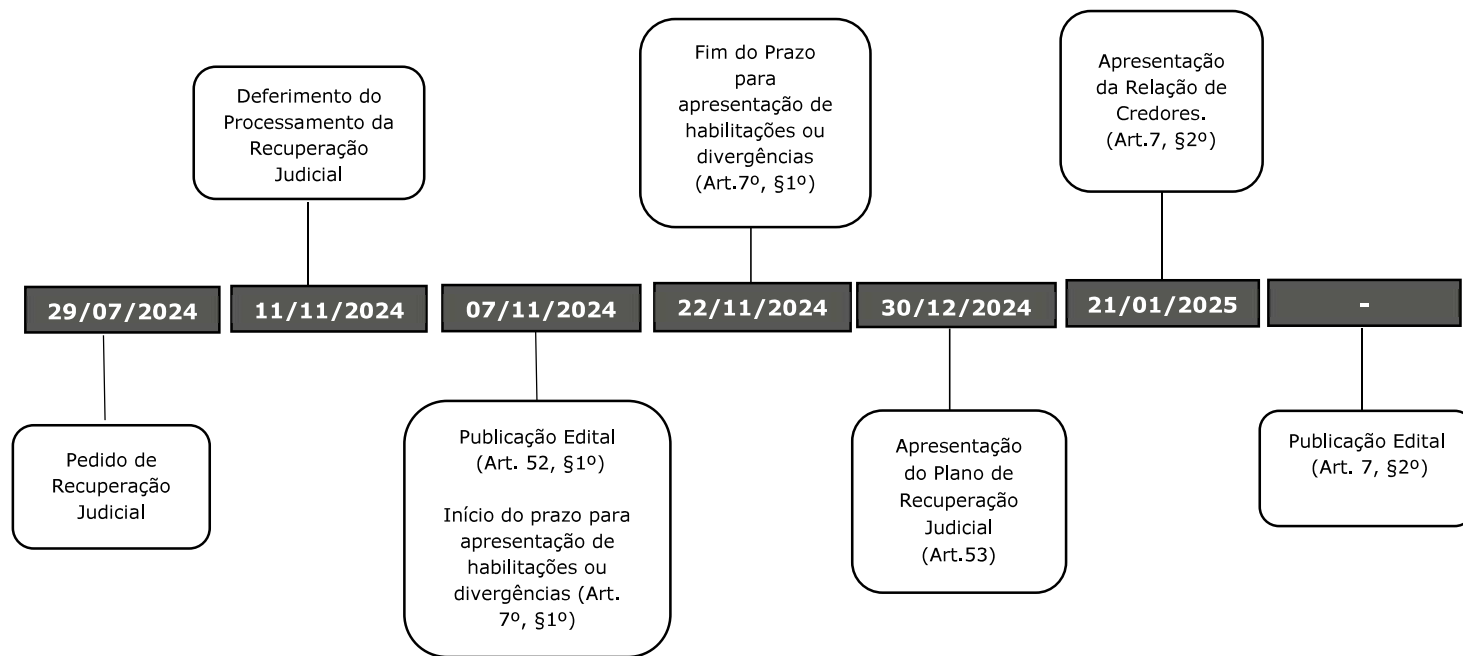 Deferimento do
Processamento da
Recuperação
Judicial
Fim do Prazo
para
apresentação de
habilitações ou
divergências
(Art.7º, §1º)
Apresentação
da Relação de
Credores.
(Art.7, §2º)
29/07/2024
11/11/2024
07/11/2024
22/11/2024
30/12/2024
21/01/2025
-
Pedido de
Recuperação
Judicial
Publicação Edital
(Art. 52, §1º)
Início do prazo para
apresentação de
habilitações ou
divergências (Art.
7º, §1º)
Apresentação
do Plano de
Recuperação
Judicial
(Art.53)
Publicação Edital
(Art. 7, §2º)